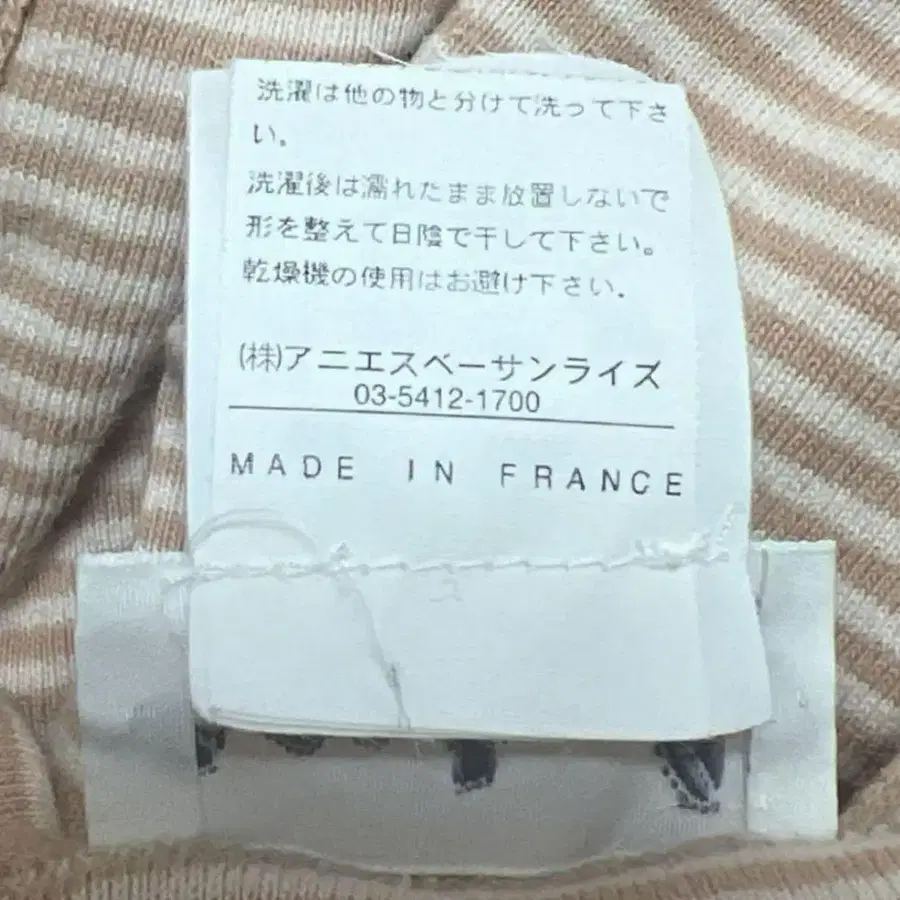 洗濯は他の物と分けて洗って下さ
い。
洗濯後は濡れたまま放置しないで
形を整えて日陰で干して下さい。
乾燥機の使用はお避け下さい.
(株)アニエスベーサンライズ
03-5412-1700
MADE IN FRANCE